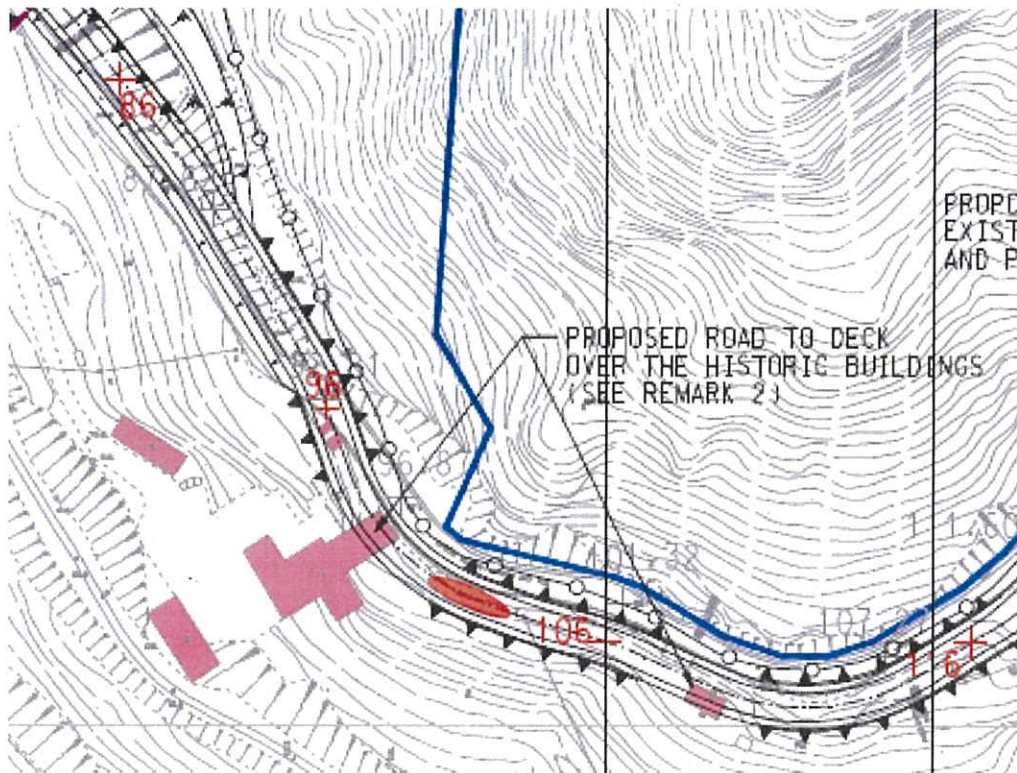 86
PROPO
EXIST
AND P
PROPOSED ROAD TO DECK
OVER THE HISTORIC BUILDINGS
(SEE REMARK 2)
96
106